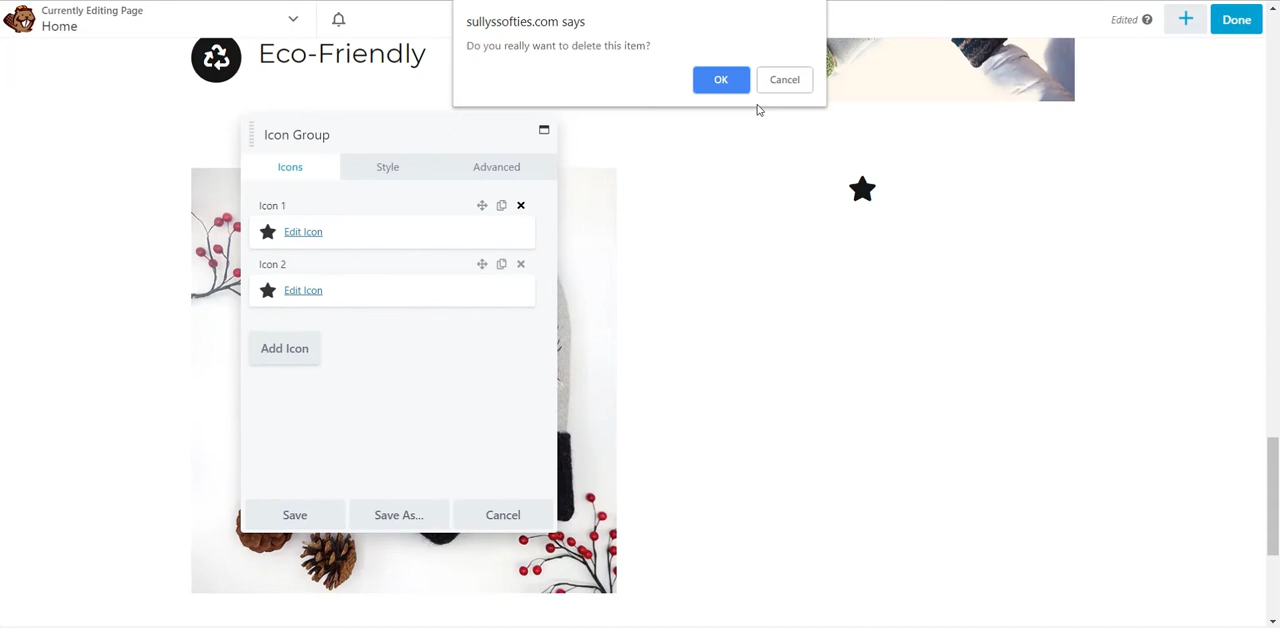 Currently Editing Page
Home
Edited
Done
sullyssofties.com says
Do you really want to delete this item?
OK
Cancel
Eco-Friendly
Icon Group
Icons
Style
Advanced
Icon 1
Edit Icon
Icon 2
Edit Icon
Add Icon
Save
Save As...
Cancel